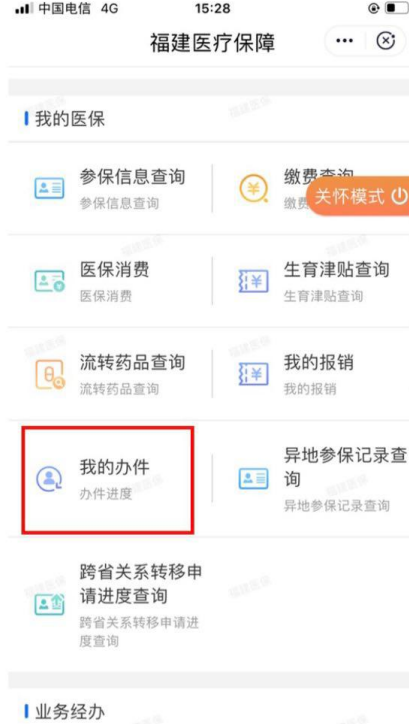 中国电信 4G 15:28
福建医疗保障
我的医保
参保信息查询
参保信息查询
缴费查询
缴费
关怀模式
医保消费
医保消费
生育津贴查询
生育津贴查询
流转药品查询
流转药品查询
我的报销
我的报销
我的办件
办件进度
异地参保记录查
询
异地参保记录查询
跨省关系转移申
请进度查询
跨省关系转移申请进
度查询
业务经办